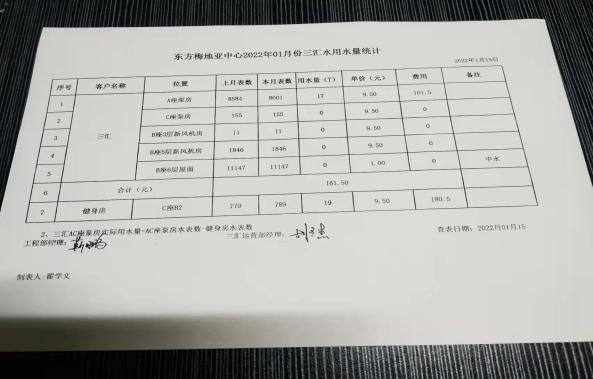 东方梅地亚中心2022年01月份三汇水用水量统计
2022年1月15日
序号 客户名称 位置 上月表数 本月表数 用水量（T） 单价（元） 费用 备注
1 三汇 A座泵房 8584 8601 17 9.50 161.5
2 C座泵房 155 155 0 9.50 0
3 B座3层新风机房 11 11 0 9.50 0
4 B座5层新风机房 1846 1846 0 9.50 0
5 B座6层屋面 11147 11147 0 1.00 0 中水
6 合计（元） 161.50
7 健身房 C座B2 770 789 19 9.50 180.5
2、三汇AC座泵房实际用水量=AC座泵房水表数-健身房水表数
工程部经理： 三汇运营部经理： 查表日期：2022年01月15
制表人：翟学文